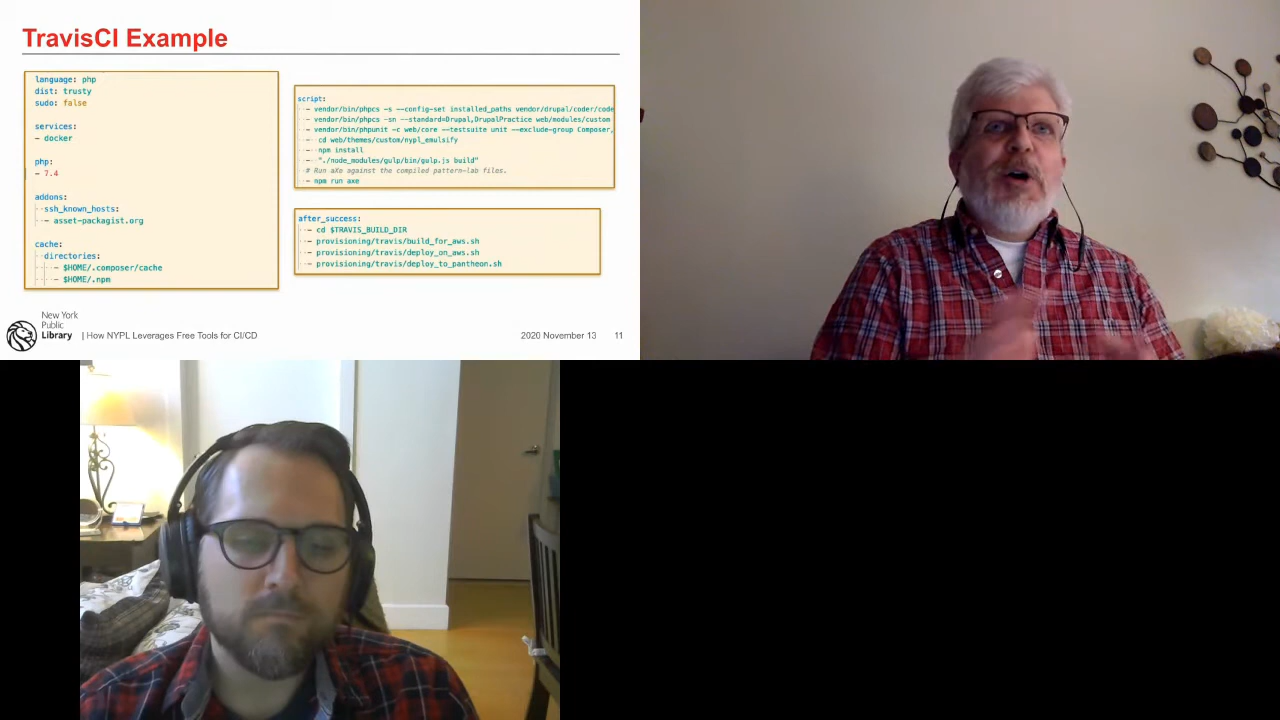 TravisCI Example
language: php
dist: trusty
sudo: false
services:
- docker
php:
- 7.4
addons:
ssh_known_hosts:
- asset-packagist.org
cache:
directories:
- $HOME/.composer/cache
- $HOME/.npm
script:
- vendor/bin/phpcs -s --config-set installed_paths vendor/drupal/coder/code
- vendor/bin/phpcs -sn --standard=Drupal,DrupalPractice web/modules/custom
- vendor/bin/phpunit -c web/core --testsuite unit --exclude-group Composer,
- cd web/themes/custom/nypl_emulsify
- npm install
- "./node_modules/gulp/bin/gulp.js build"
# Run aXe against the compiled pattern-lab files.
- npm run axe
after_success:
- cd $TRAVIS_BUILD_DIR
- provisioning/travis/build_for_aws.sh
- provisioning/travis/deploy_on_aws.sh
- provisioning/travis/deploy_to_pantheon.sh
New York
Public
Library
| How NYPL Leverages Free Tools for CI/CD
2020 November 13
11